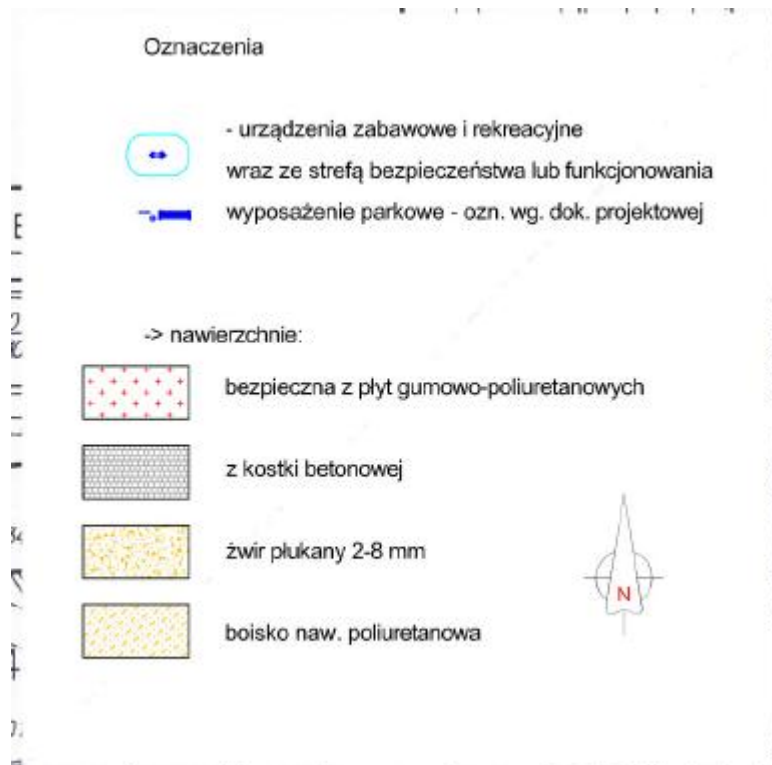 Oznaczenia
- urządzenia zabawowe i rekreacyjne
wraz ze strefą bezpieczeństwa lub funkcjonowania
wyposażenie parkowe - ozn. wg. dok. projektowej
-> nawierzchnie:
bezpieczna z płyt gumowo-poliuretanowych
z kostki betonowej
żwir płukany 2-8 mm
boisko naw. poliuretanowa
N